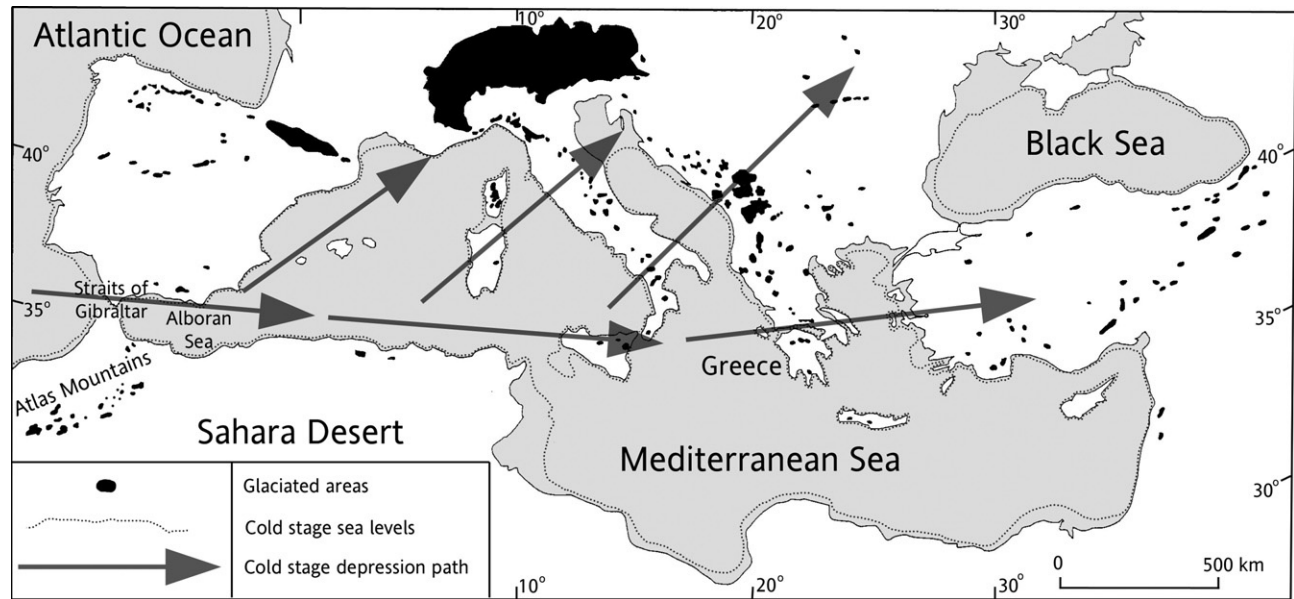 10°
20°
30°
Atlantic Ocean
Black Sea
40°
40°
Straits of
Gibraltar
Alboran
Sea
35°
35°
Greece
Atlas Mountains
Sahara Desert
Mediterranean Sea
30°
Glaciated areas
Cold stage sea levels
Cold stage depression path
10°
20°
30°
0
500 km